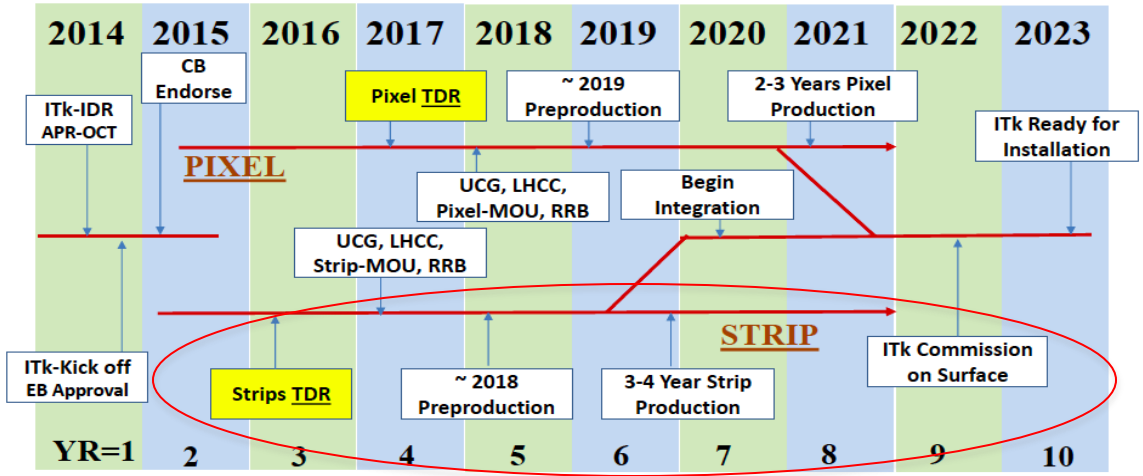 2014 2015 2016 2017 2018 2019 2020 2021 2022 2023
CB
Endorse
ITk-IDR
APR-OCT
Pixel TDR
~ 2019
Preproduction
2-3 Years Pixel
Production
ITk Ready for
Installation
PIXEL
UCG, LHCC,
Pixel-MOU, RRB
Begin
Integration
UCG, LHCC,
Strip-MOU, RRB
STRIP
ITk-Kick off
EB Approval
Strips TDR
~ 2018
Preproduction
3-4 Year Strip
Production
ITk Commission
on Surface
YR=1 2 3 4 5 6 7 8 9 10